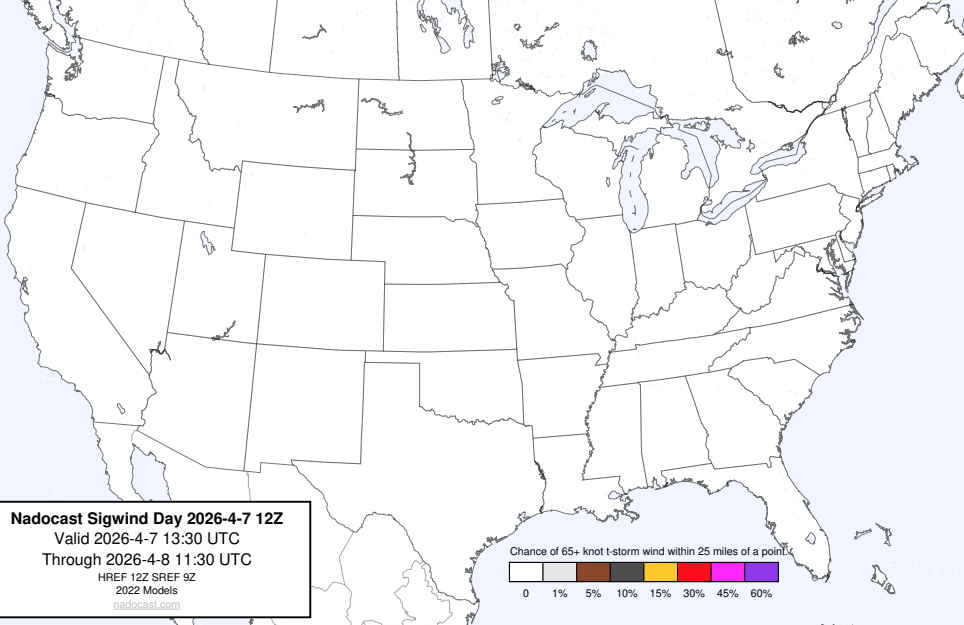 Nadocast Sigwind Day 2026-4-7 12Z
Valid 2026-4-7 13:30 UTC
Through 2026-4-8 11:30 UTC
HREF 12Z SREF 9Z
2022 Models
nadocast.com
Chance of 65+ knot t-storm wind within 25 miles of a point.
0 1% 5% 10% 15% 30% 45% 60%